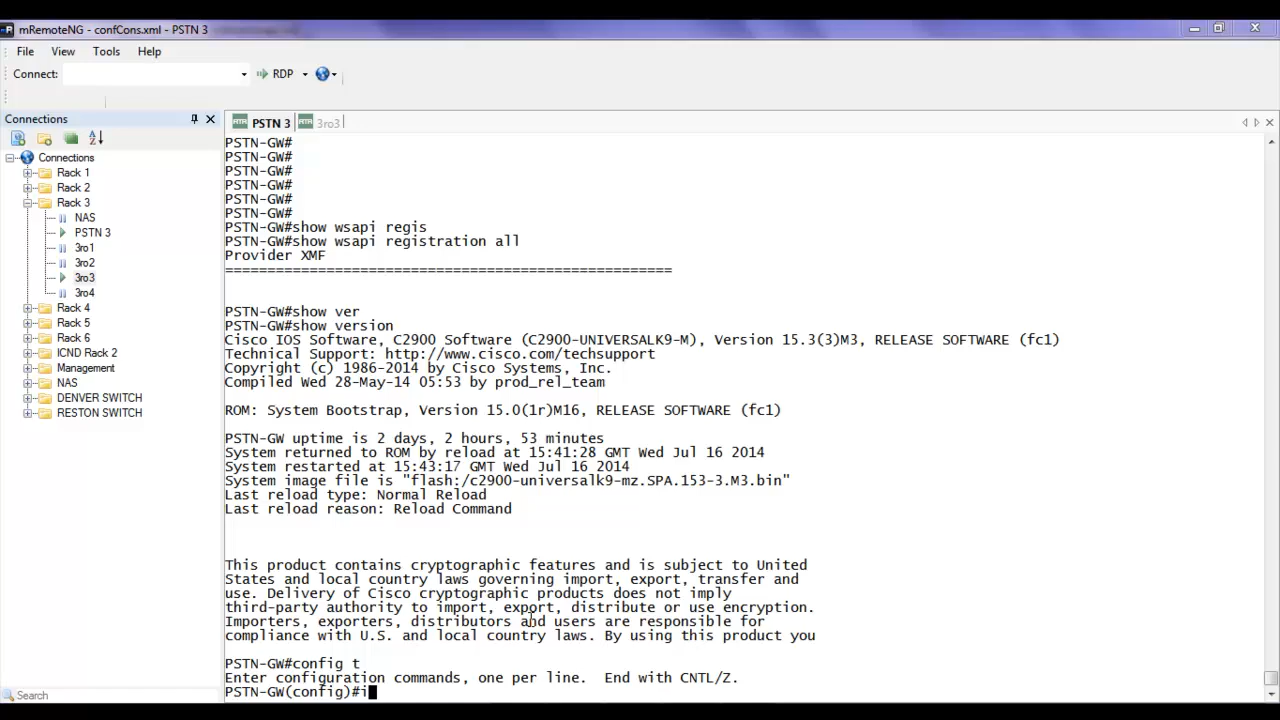 mRemoteNG - confCons.xml - PSTN 3
File View Tools Help
Connect: RDP
Connections
PSTN 3 3ro3
Connections
Rack 1
Rack 2
Rack 3
NAS
PSTN 3
3ro1
3ro2
3ro3
3ro4
Rack 4
Rack 5
Rack 6
ICND Rack 2
Management
NAS
DENVER SWITCH
RESTON SWITCH
Search
PSTN-GW#
PSTN-GW#
PSTN-GW#
PSTN-GW#
PSTN-GW#
PSTN-GW#
PSTN-GW#show wsapi regis
PSTN-GW#show wsapi registration all
Provider XMF
=====================================================
PSTN-GW#show ver
PSTN-GW#show version
Cisco IOS Software, C2900 Software (C2900-UNIVERSALK9-M), Version 15.3(3)M3, RELEASE SOFTWARE (fc1)
Technical Support: http://www.cisco.com/techsupport
Copyright (c) 1986-2014 by Cisco Systems, Inc.
Compiled Wed 28-May-14 05:53 by prod_rel_team
ROM: System Bootstrap, Version 15.0(1r)M16, RELEASE SOFTWARE (fc1)
PSTN-GW uptime is 2 days, 2 hours, 53 minutes
System returned to ROM by reload at 15:41:28 GMT Wed Jul 16 2014
System restarted at 15:43:17 GMT Wed Jul 16 2014
System image file is "flash:/c2900-universalk9-mz.SPA.153-3.M3.bin"
Last reload type: Normal Reload
Last reload reason: Reload Command
This product contains cryptographic features and is subject to United
States and local country laws governing import, export, transfer and
use. Delivery of Cisco cryptographic products does not imply
third-party authority to import, export, distribute or use encryption.
Importers, exporters, distributors and users are responsible for
compliance with U.S. and local country laws. By using this product you
PSTN-GW#config t
Enter configuration commands, one per line.  End with CNTL/Z.
PSTN-GW(config)#i